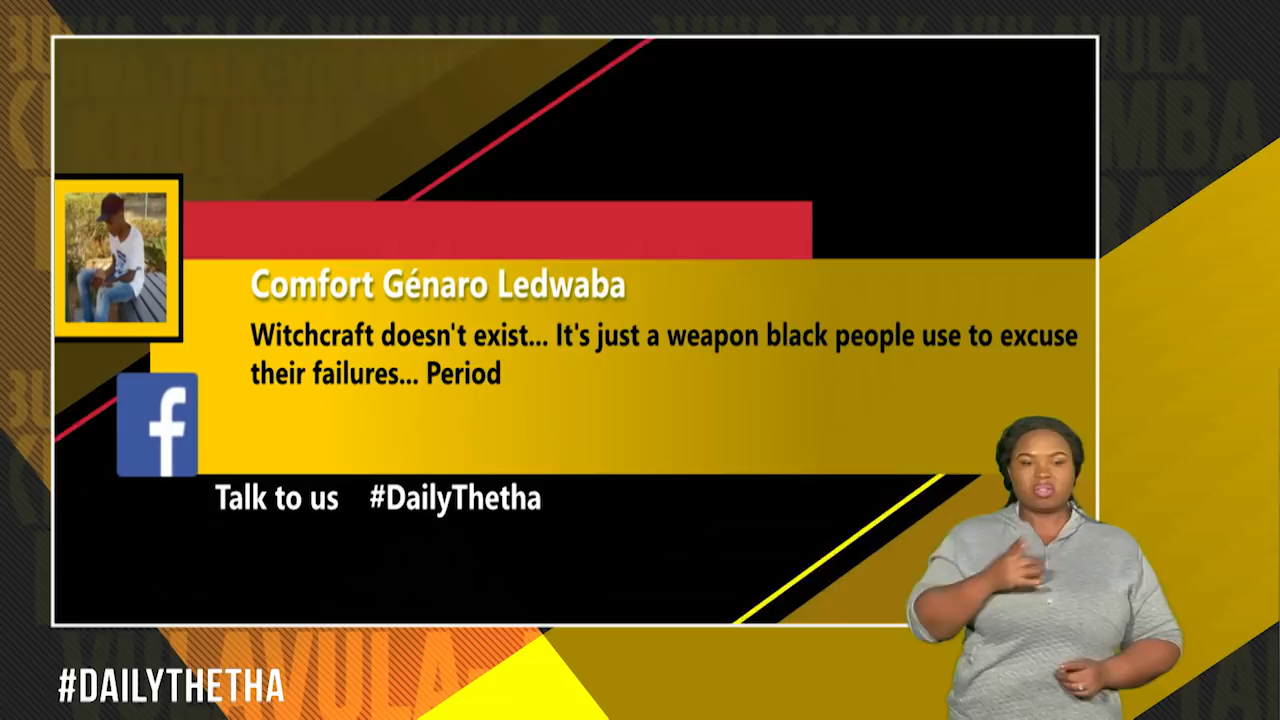 Comfort Génaro Ledwaba
Witchcraft doesn't exist... It's just a weapon black people use to excuse
their failures... Period
f
Talk to us #DailyThetha
#DAILYTHETHA